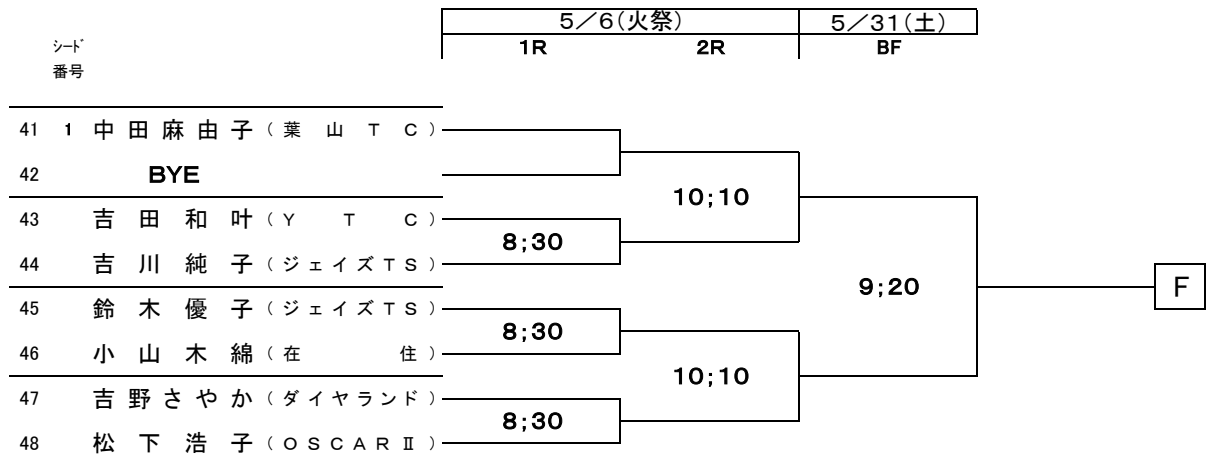 5／6(火祭) 5／31(土)
1R 2R BF
ｼｰﾄﾞ
番号
41 1 中田麻由子（葉山TC）
42 BYE
10;10
43 吉田和叶（YTC）
8;30
44 吉川純子（ジェイズTS）
9;20
F
45 鈴木優子（ジェイズTS）
8;30
46 小山木綿（在住）
10;10
47 吉野さやか（ダイヤランド）
8;30
48 松下浩子（OSCARⅡ）